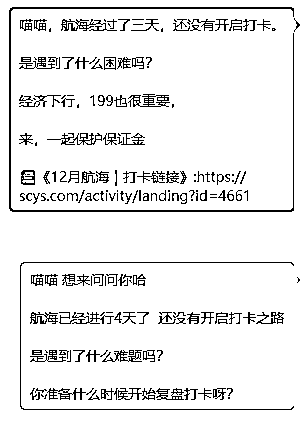 喵喵，航海经过了三天，还没有开启打卡。
是遇到了什么困难吗？
经济下行，199也很重要，
来，一起保护保证金
《12月航海 | 打卡链接》:https://
scys.com/activity/landing?id=4661
喵喵 想来问问你哈
航海已经进行4天了 还没有开启打卡之路
是遇到了什么难题吗？
你准备什么时候开始复盘打卡呀？